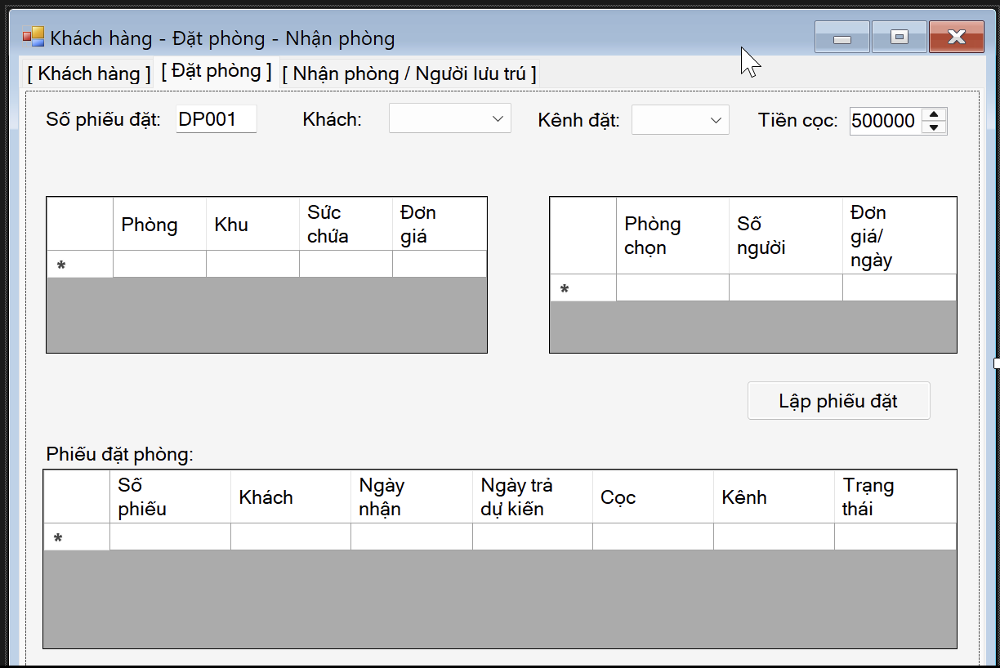 Khách hàng - Đặt phòng - Nhận phòng
[ Khách hàng ] [ Đặt phòng ] [ Nhận phòng / Người lưu trú ]
Số phiếu đặt: DP001 Khách: Kênh đặt: Tiền cọc: 500000
Phòng Khu Sức chứa Đơn giá
*
Phòng chọn Số người Đơn giá/ ngày
*
Lập phiếu đặt
Phiếu đặt phòng:
Số phiếu Khách Ngày nhận Ngày trả dự kiến Cọc Kênh Trạng thái
*